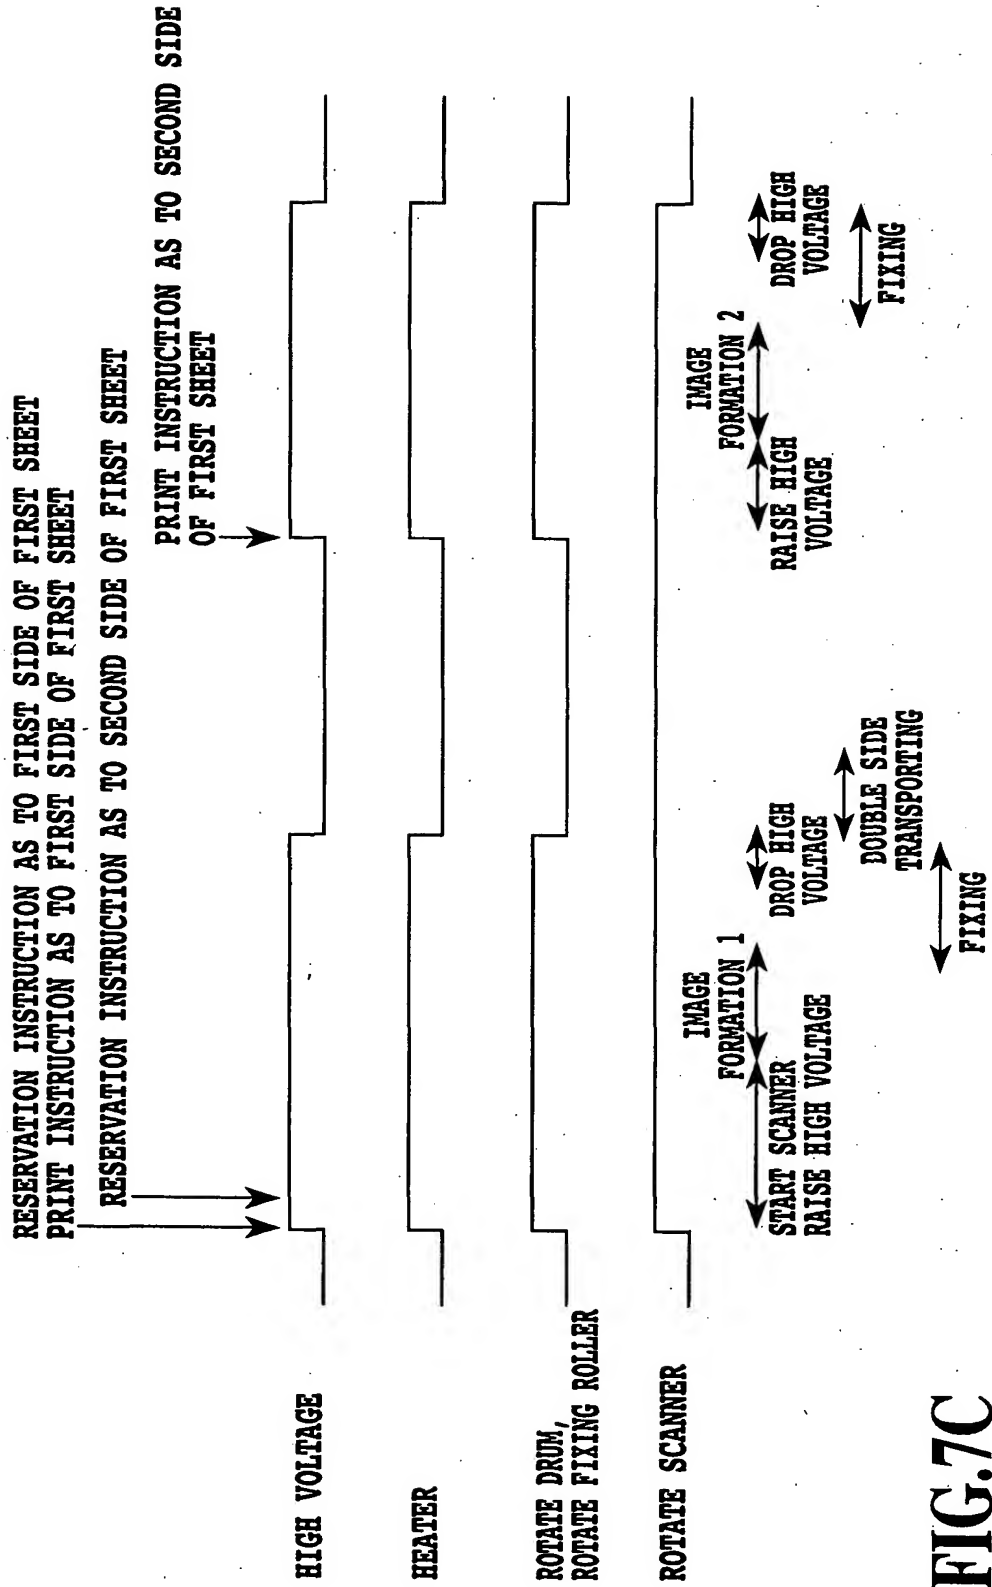 RESERVATION INSTRUCTION AS TO FIRST SIDE OF FIRST SHEET
PRINT INSTRUCTION AS TO FIRST SIDE OF FIRST SHEET
RESERVATION INSTRUCTION AS TO SECOND SIDE OF FIRST SHEET
PRINT INSTRUCTION AS TO SECOND SIDE
OF FIRST SHEET
HIGH VOLTAGE
HEATER
ROTATE DRUM,
ROTATE FIXING ROLLER
ROTATE SCANNER
START SCANNER
RAISE HIGH VOLTAGE
IMAGE
FORMATION 1
DROP HIGH
VOLTAGE
FIXING
DOUBLE SIDE
TRANSPORTING
RAISE HIGH
VOLTAGE
IMAGE
FORMATION 2
DROP HIGH
VOLTAGE
FIXING
FIG.7C